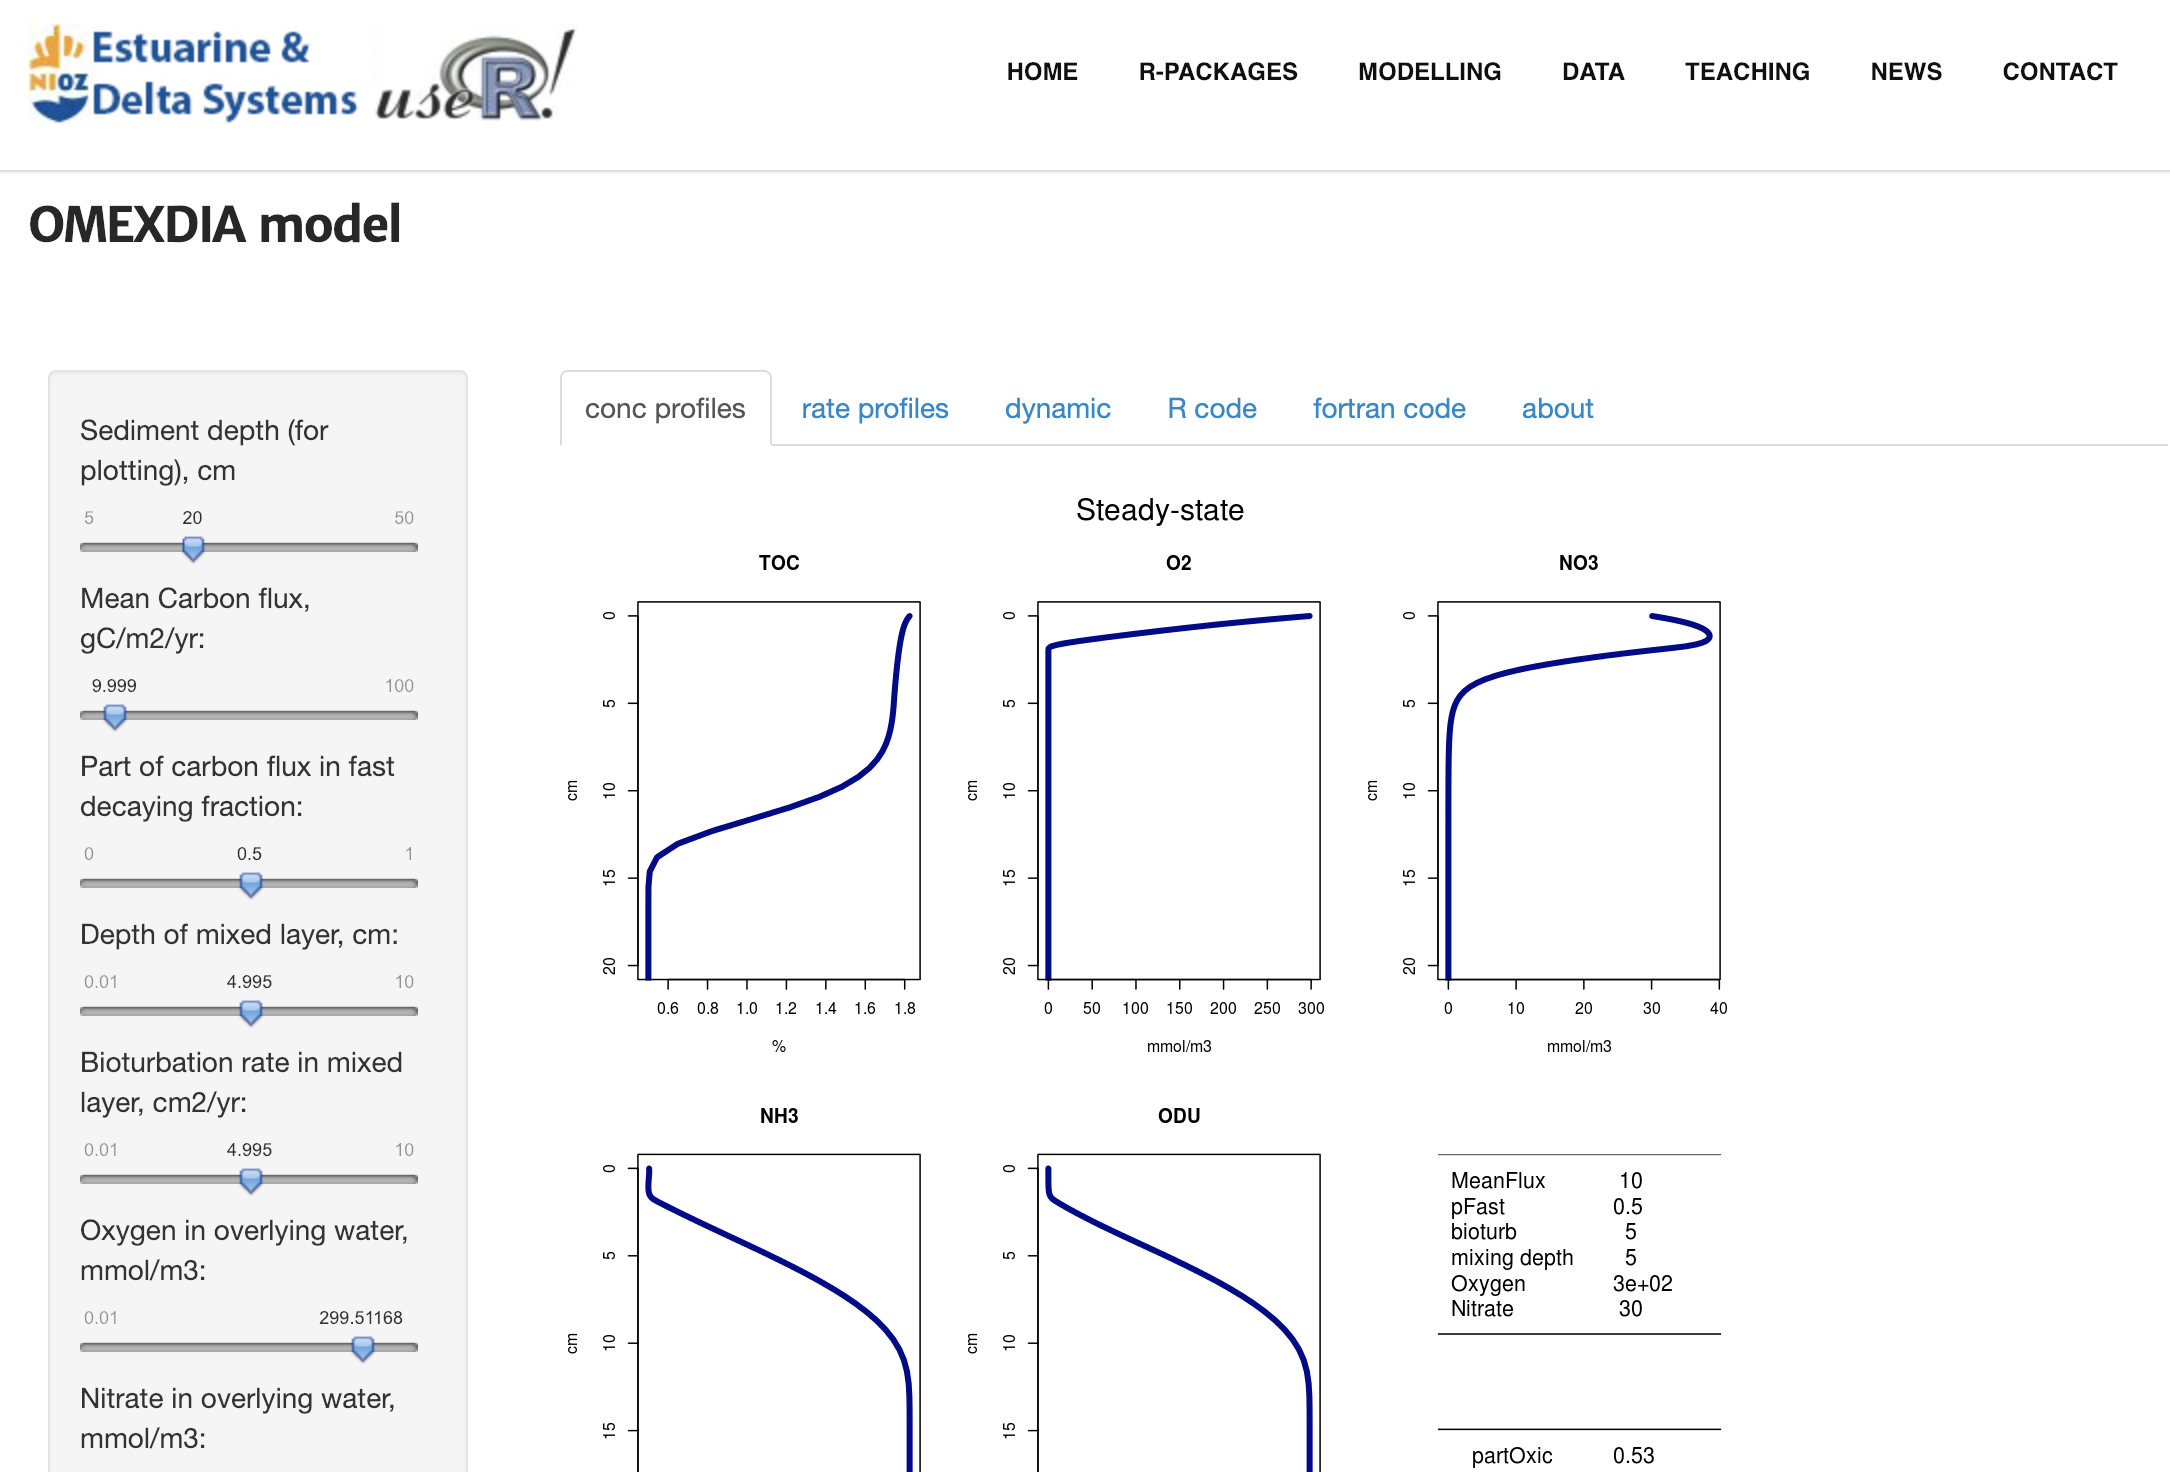 Estuarine &
NIOZ Delta Systems
useR!
HOME R-PACKAGES MODELLING DATA TEACHING NEWS CONTACT
OMEXDIA model
Sediment depth (for
plotting), cm
5 20 50
Mean Carbon flux,
gC/m2/yr:
9.999 100
Part of carbon flux in fast
decaying fraction:
0 0.5 1
Depth of mixed layer, cm:
0.01 4.995 10
Bioturbation rate in mixed
layer, cm2/yr:
0.01 4.995 10
Oxygen in overlying water,
mmol/m3:
0.01 299.51168
Nitrate in overlying water,
mmol/m3:
conc profiles rate profiles dynamic R code fortran code about
Steady-state
TOC
0
5
10
15
20
cm
0.6 0.8 1.0 1.2 1.4 1.6 1.8
%
O2
0
5
10
15
20
cm
0 50 100 150 200 250 300
mmol/m3
NO3
0
5
10
15
20
cm
0 10 20 30 40
mmol/m3
NH3
0
5
10
15
cm
ODU
0
5
10
15
cm
MeanFlux 10
pFast 0.5
bioturb 5
mixing depth 5
Oxygen 3e+02
Nitrate 30
partOxic 0.53